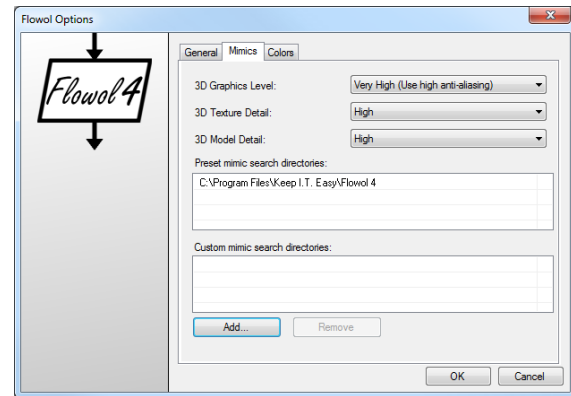 Flowol Options
Flowol 4
General Mimics Colors
3D Graphics Level: Very High (Use high anti-aliasing)
3D Texture Detail: High
3D Model Detail: High
Preset mimic search directories:
C:\Program Files\Keep I.T. Easy\Flowol 4
Custom mimic search directories:
Add... Remove
OK Cancel